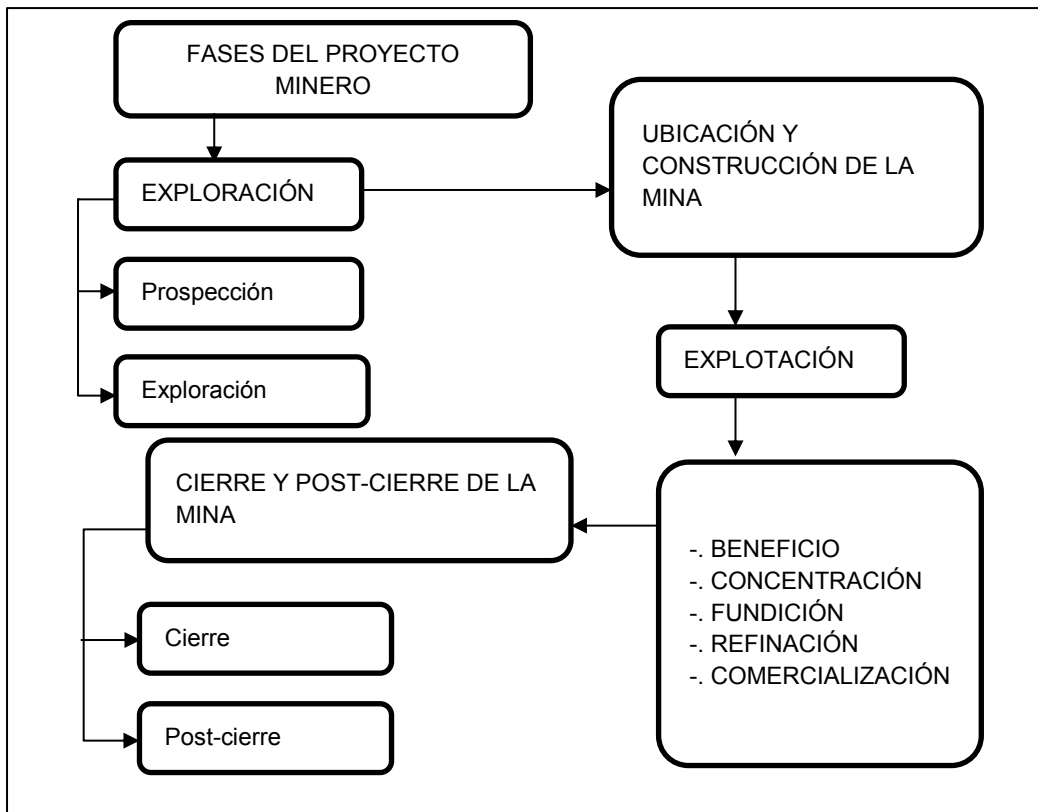 FASES DEL PROYECTO
MINERO
EXPLORACIÓN
Prospección
Exploración
UBICACIÓN Y
CONSTRUCCIÓN DE LA
MINA
EXPLOTACIÓN
-. BENEFICIO
-. CONCENTRACIÓN
-. FUNDICIÓN
-. REFINACIÓN
-. COMERCIALIZACIÓN
CIERRE Y POST-CIERRE DE LA
MINA
Cierre
Post-cierre